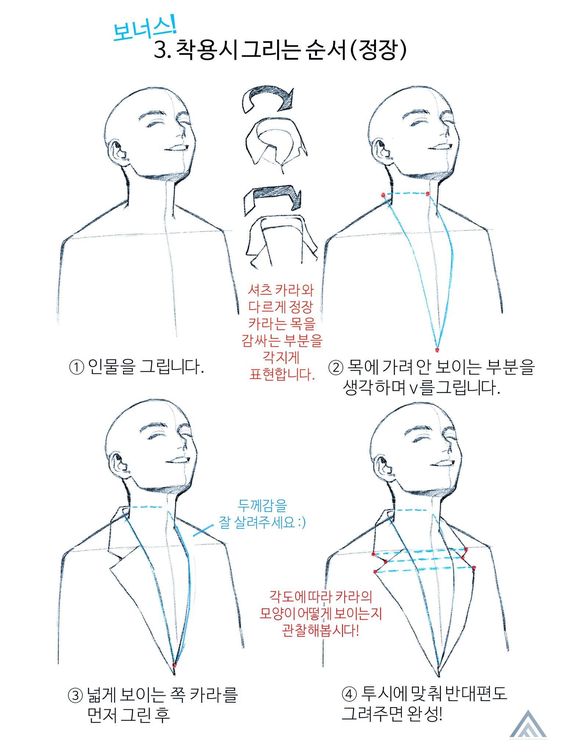 보너스!
3. 착용시 그리는 순서 (정장)
셔츠 카라와
다르게 정장
카라는 목을
감싸는 부분을
각지게
표현합니다.
① 인물을 그립니다.
② 목에 가려 안 보이는 부분을
생각하며 v를 그립니다.
두께감을
잘 살려주세요 :)
각도에 따라 카라의
모양이 어떻게 보이는지
관찰해봅시다!
③ 넓게 보이는 쪽 카라를
먼저 그린 후
④ 투시에 맞춰 반대편도
그려주면 완성!